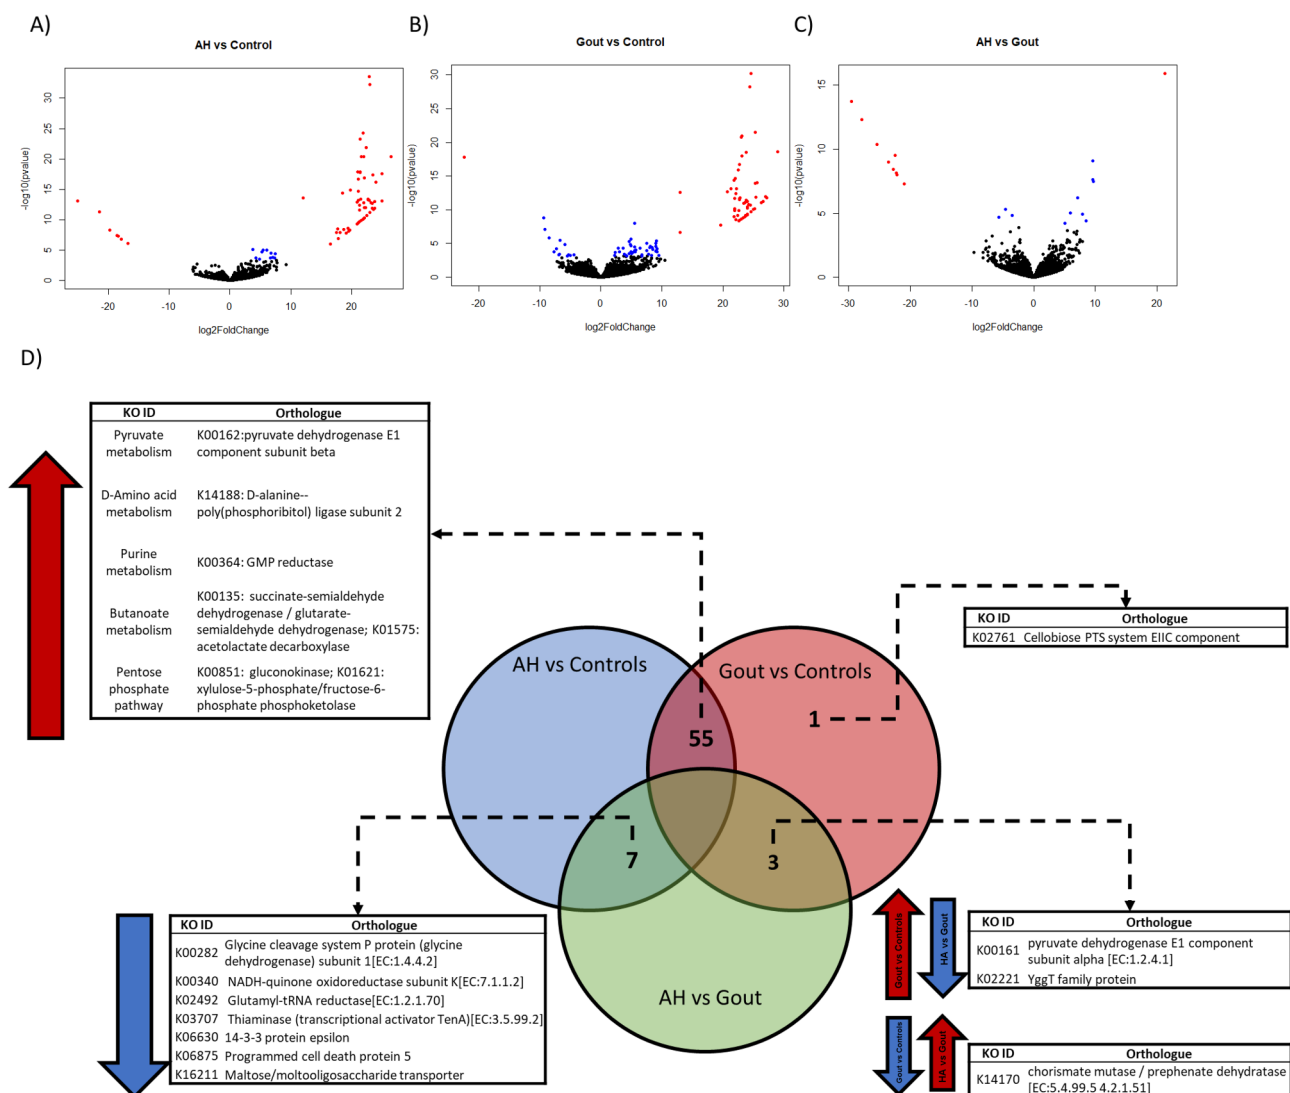 A)
B)
C)
AH vs Control
Gout vs Control
AH vs Gout
-log10(pvalue)
0
5
10
15
20
25
30
-20
-10
0
10
20
log2FoldChange
-log10(pvalue)
0
5
10
15
20
25
30
-20
-10
0
10
20
30
log2FoldChange
-log10(pvalue)
0
5
10
15
-30
-20
-10
0
10
20
log2FoldChange
D)
KO ID Orthologue
Pyruvate metabolism K00162:pyruvate dehydrogenase E1
component subunit beta
D-Amino acid metabolism K14188: D-alanine--
poly(phosphoribitol) ligase subunit 2
Purine metabolism K00364: GMP reductase
Butanoate metabolism K00135: succinate-semialdehyde
dehydrogenase / glutarate-
semialdehyde dehydrogenase; K01575:
acetolactate decarboxylase
Pentose phosphate pathway K00851: gluconokinase; K01621:
xylulose-5-phosphate/fructose-6-
phosphate phosphoketolase
KO ID Orthologue
K02761 Cellobiose PTS system EIIC component
AH vs Controls
Gout vs Controls
1
55
7
3
AH vs Gout
KO ID Orthologue
K00282 Glycine cleavage system P protein (glycine
dehydrogenase) subunit 1[EC:1.4.4.2]
K00340 NADH-quinone oxidoreductase subunit K[EC:7.1.1.2]
K02492 Glutamyl-tRNA reductase[EC:1.2.1.70]
K03707 Thiaminase (transcriptional activator TenA)[EC:3.5.99.2]
K06630 14-3-3 protein epsilon
K06875 Programmed cell death protein 5
K16211 Maltose/moltooligosaccharide transporter
Gout vs Controls
HA vs Gout
KO ID Orthologue
K00161 pyruvate dehydrogenase E1 component
subunit alpha [EC:1.2.4.1]
K02221 YggT family protein
Gout vs Controls
HA vs Gout
KO ID Orthologue
K14170 chorismate mutase / prephenate dehydratase
[EC:5.4.99.5 4.2.1.51]